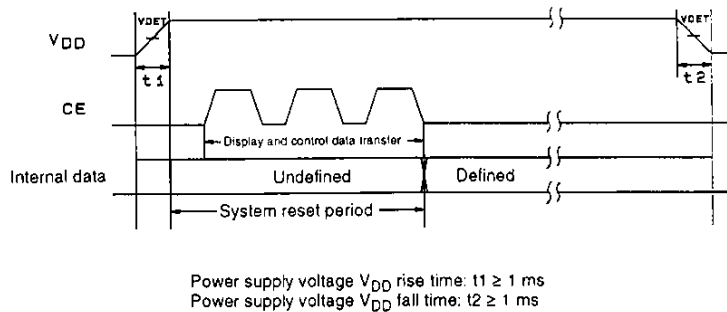 VDET
VDET
VDD
t1
t2
CE
Display and control data transfer
Internal data
Undefined
Defined
System reset period
Power supply voltage VDD rise time: t1 ≥ 1 ms
Power supply voltage VDD fall time: t2 ≥ 1 ms